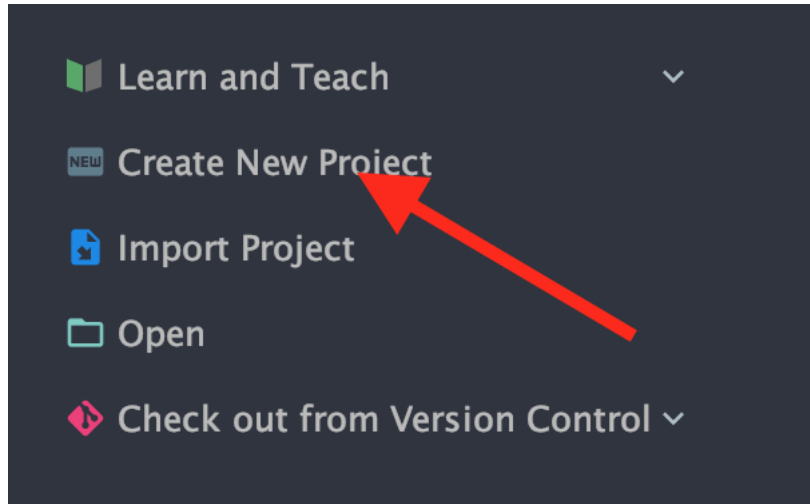 Learn and Teach
NEW Create New Project
Import Project
Open
Check out from Version Control